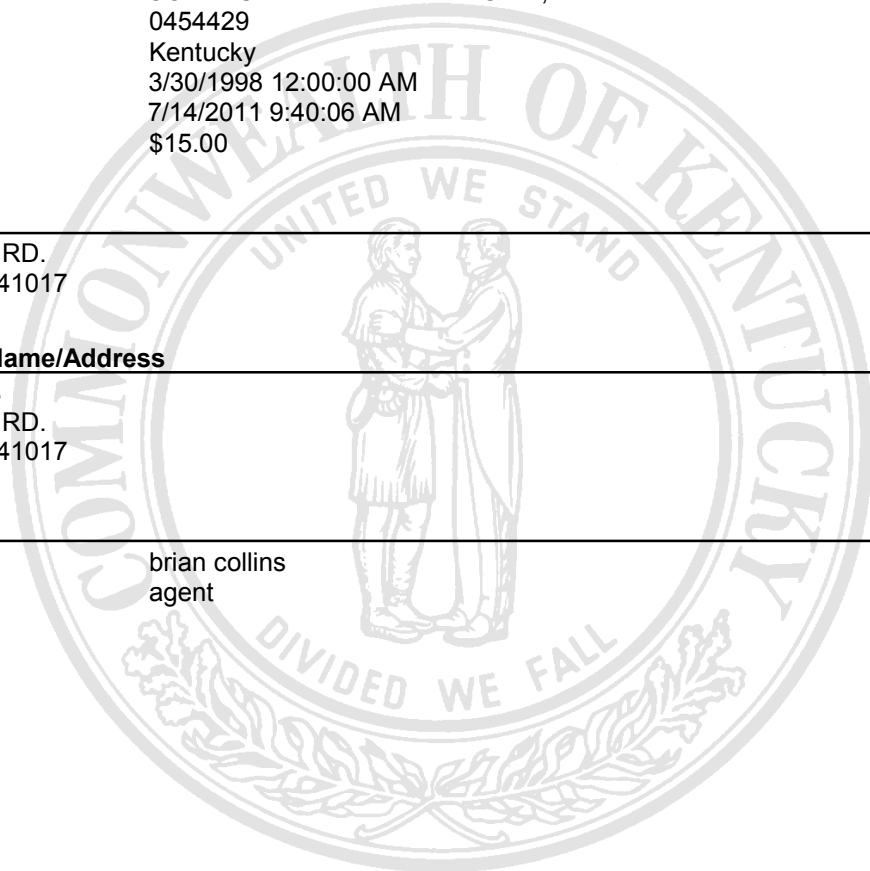 0454429
Kentucky
3/30/1998 12:00:00 AM
7/14/2011 9:40:06 AM
$15.00
RD.
41017
Name/Address
RD.
41017
brian collins
agent
COMMONWEALTH OF KENTUCKY
UNITED WE STAND
DIVIDED WE FALL